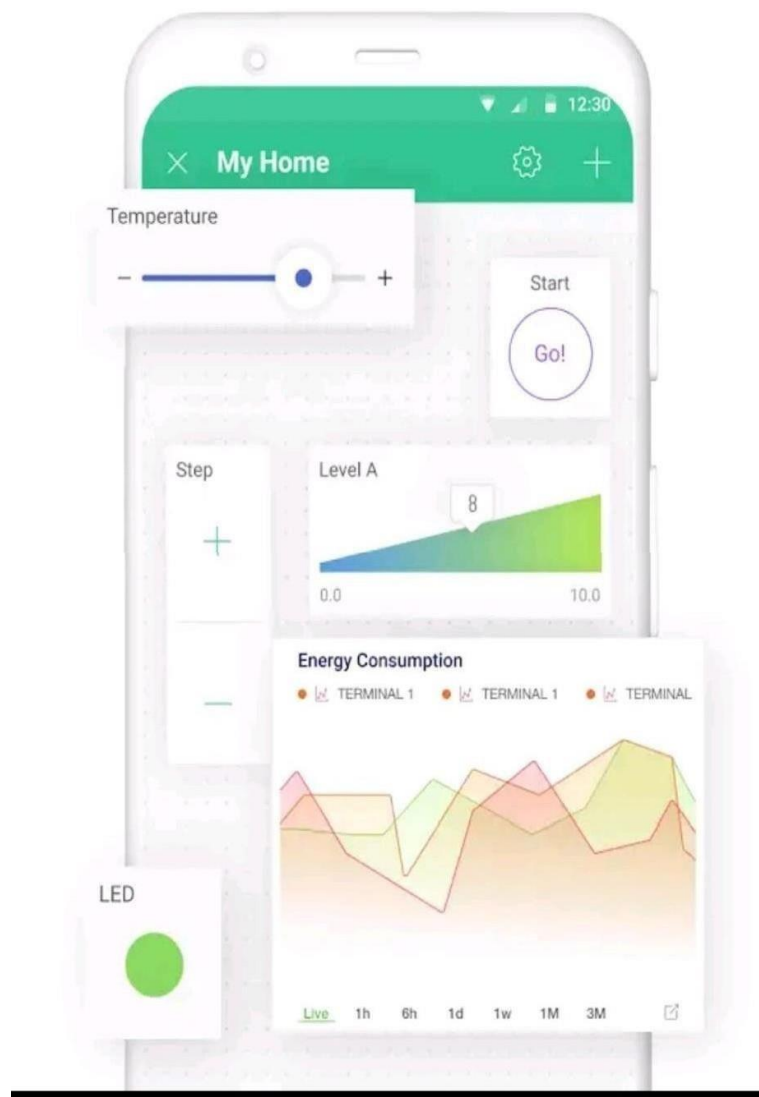 12:30
My Home
Temperature
− +
Start
Go!
Step
+
−
Level A
8
0.0 10.0
Energy Consumption
TERMINAL 1 TERMINAL 1 TERMINAL
LED
Live 1h 6h 1d 1w 1M 3M